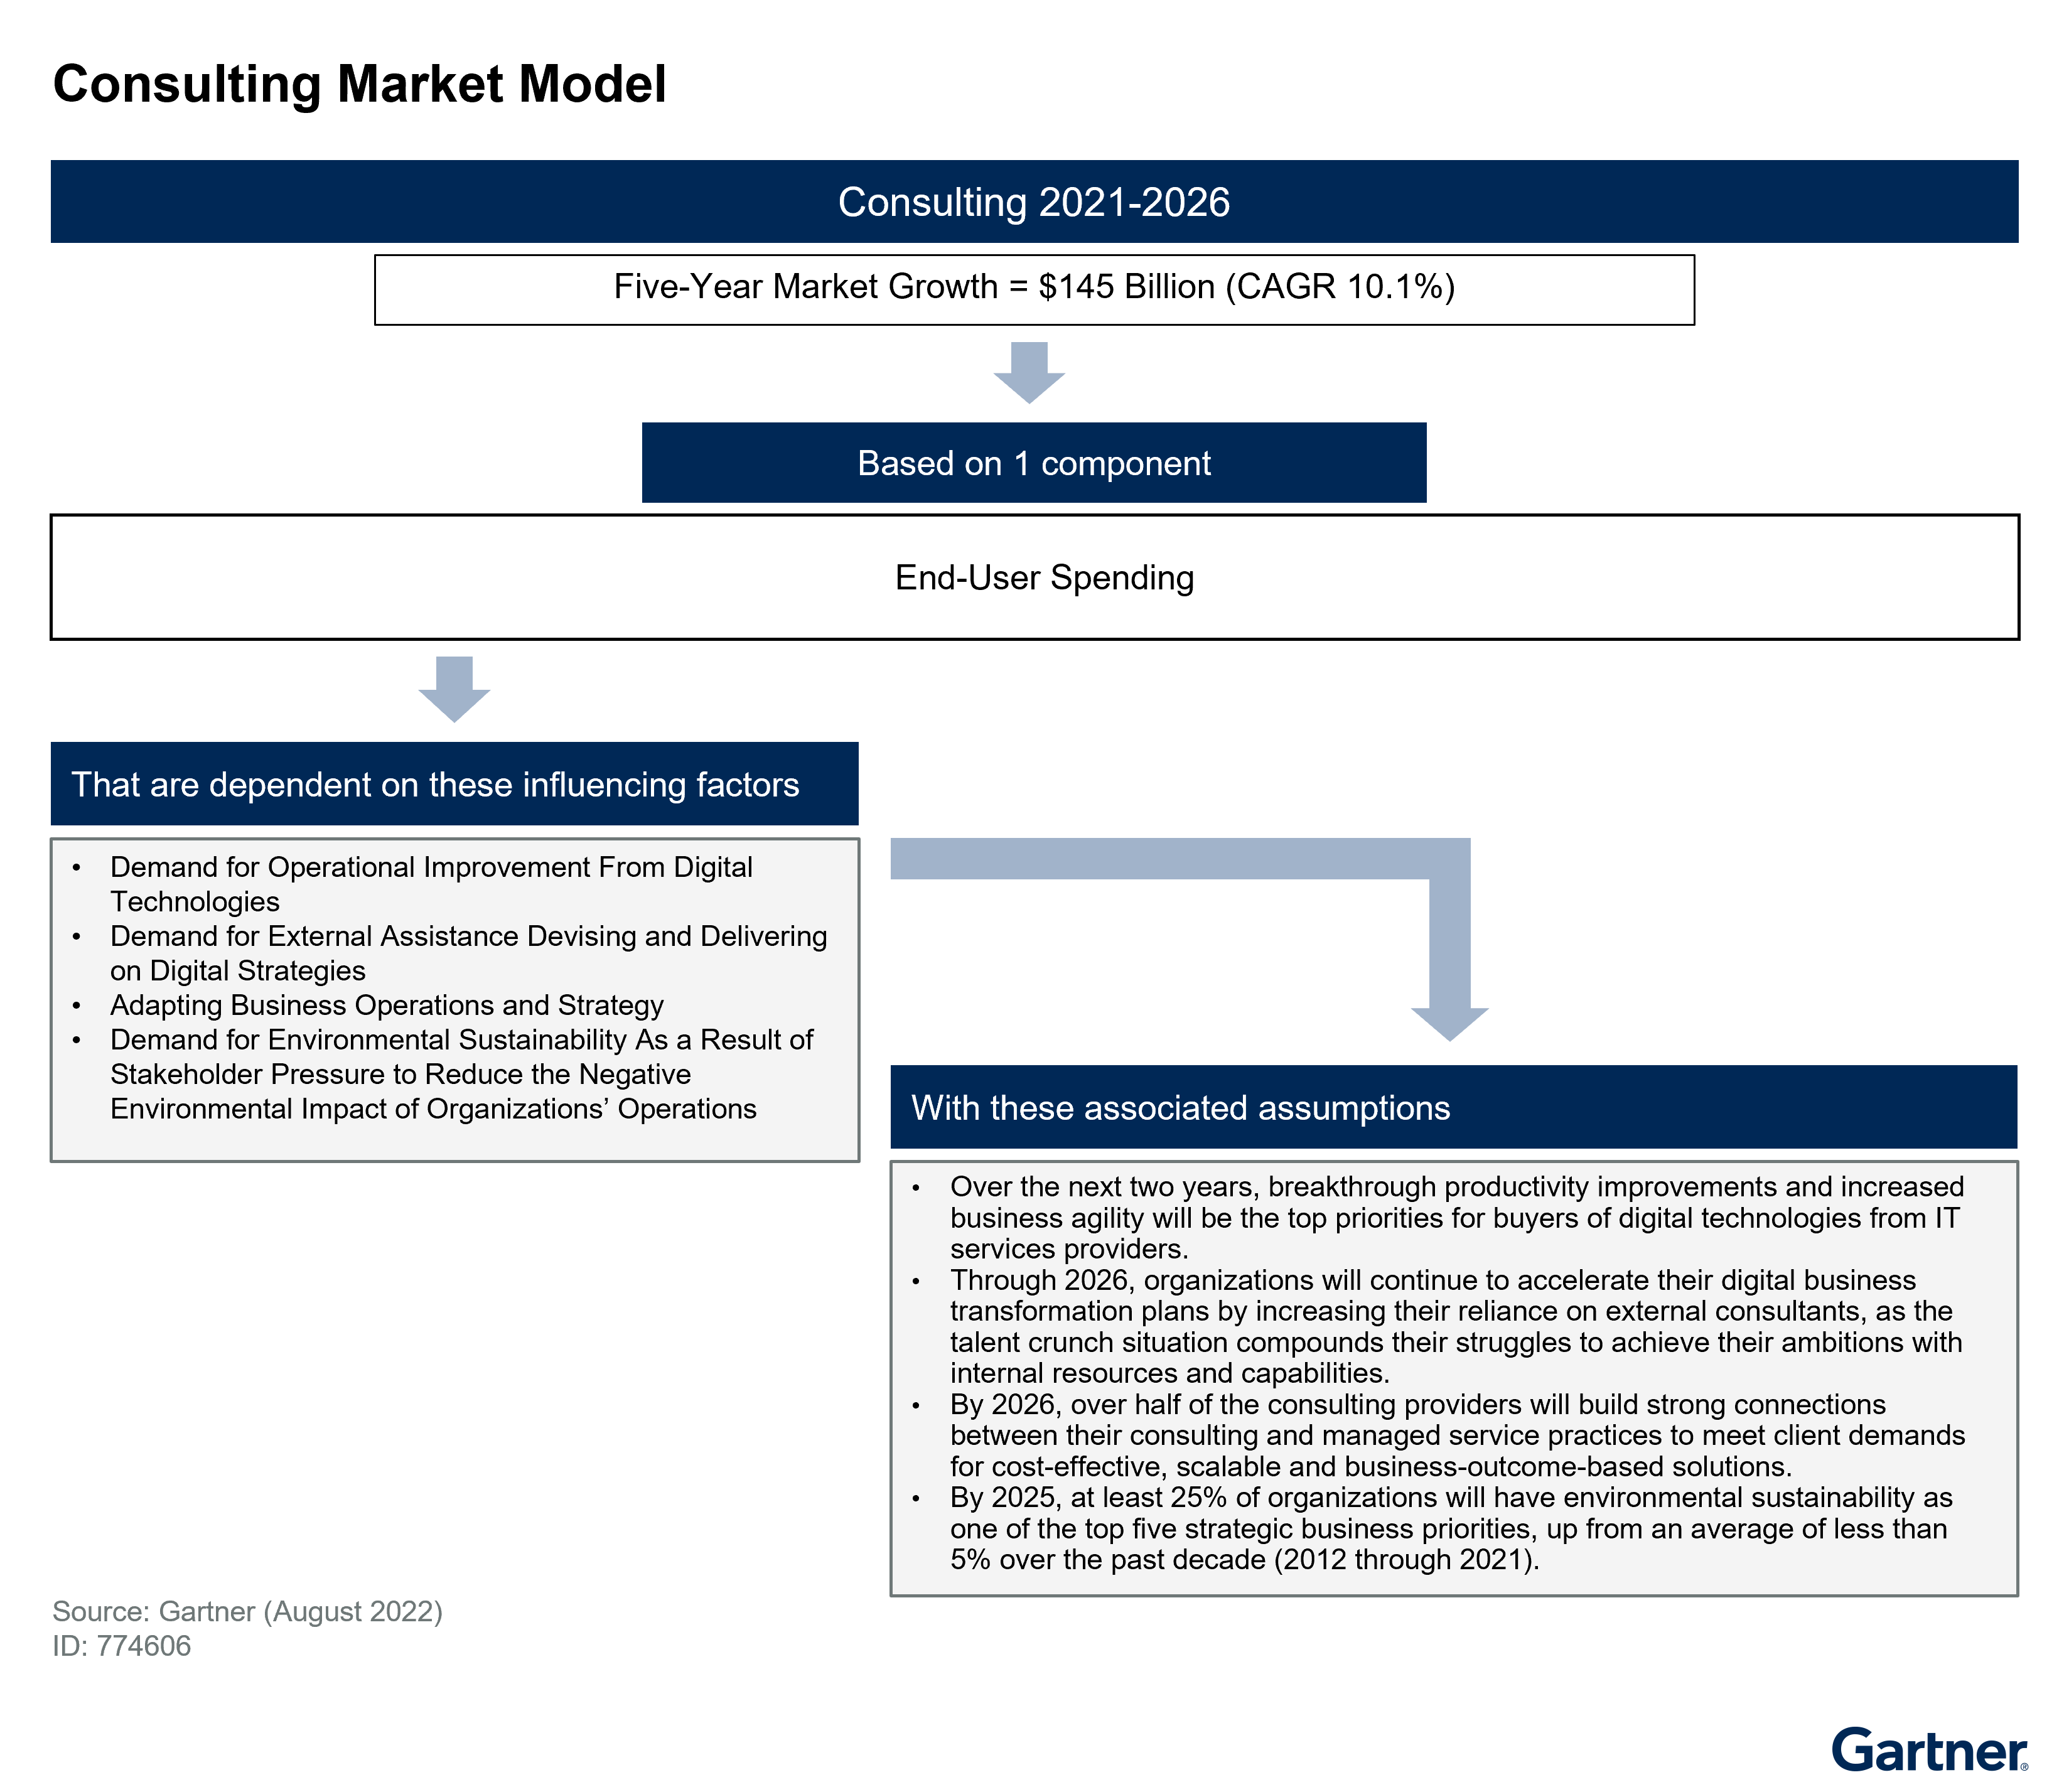 Consulting Market Model
Consulting 2021-2026
Five-Year Market Growth = $145 Billion (CAGR 10.1%)
Based on 1 component
End-User Spending
That are dependent on these influencing factors
• Demand for Operational Improvement From Digital
Technologies
• Demand for External Assistance Devising and Delivering
on Digital Strategies
• Adapting Business Operations and Strategy
• Demand for Environmental Sustainability As a Result of
Stakeholder Pressure to Reduce the Negative
Environmental Impact of Organizations’ Operations
With these associated assumptions
• Over the next two years, breakthrough productivity improvements and increased
business agility will be the top priorities for buyers of digital technologies from IT
services providers.
• Through 2026, organizations will continue to accelerate their digital business
transformation plans by increasing their reliance on external consultants, as the
talent crunch situation compounds their struggles to achieve their ambitions with
internal resources and capabilities.
• By 2026, over half of the consulting providers will build strong connections
between their consulting and managed service practices to meet client demands
for cost-effective, scalable and business-outcome-based solutions.
• By 2025, at least 25% of organizations will have environmental sustainability as
one of the top five strategic business priorities, up from an average of less than
5% over the past decade (2012 through 2021).
Source: Gartner (August 2022)
ID: 774606
Gartner®